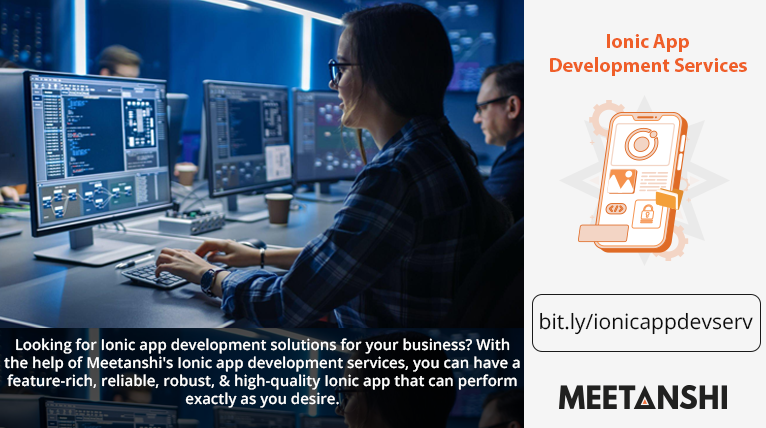 Ionic App
Development Services
bit.ly/ionicappdevserv
MEETANSHI
Looking for Ionic app development solutions for your business? With
the help of Meetanshi's Ionic app development services, you can have a
feature-rich, reliable, robust, & high-quality Ionic app that can perform
exactly as you desire.